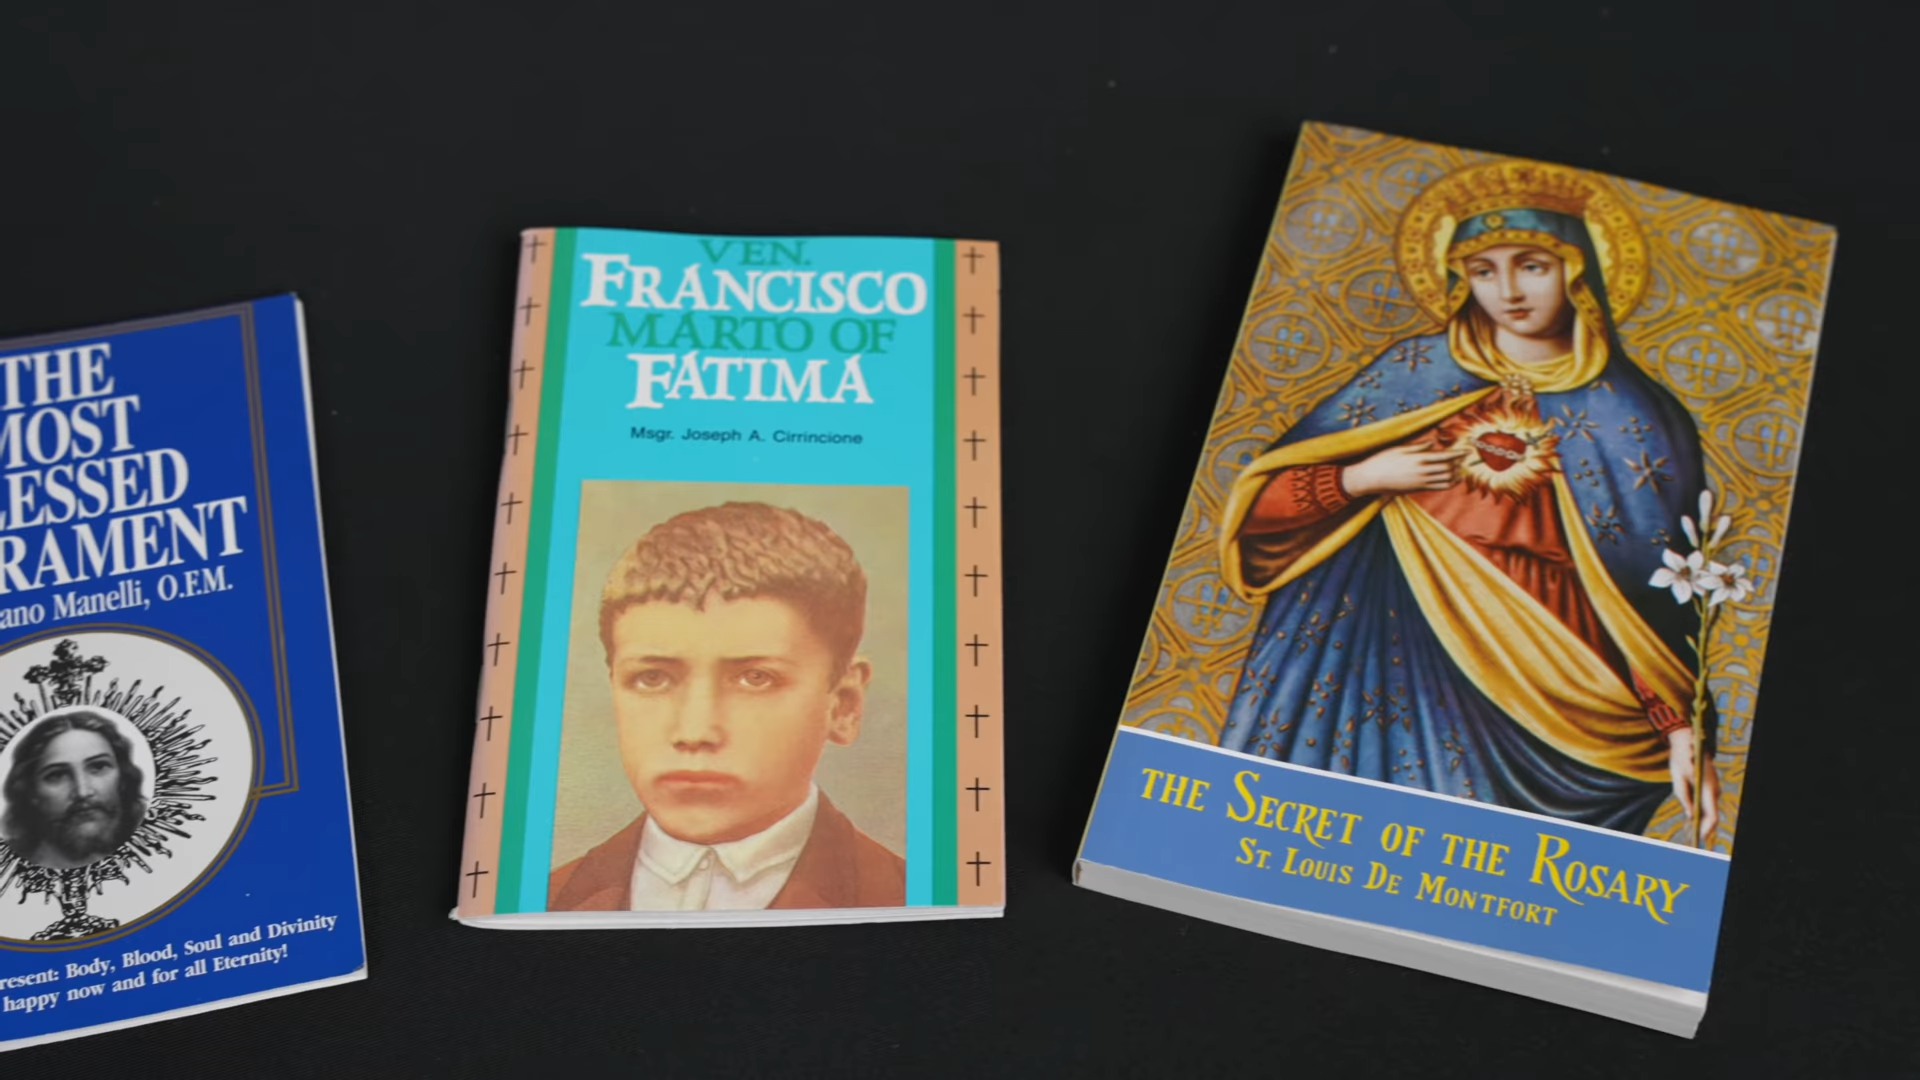 THE
MOST
LESSED
RAMENT
ano Manelli, O.F.M.
resent: Body, Blood, Soul and Divinity
happy now and for all Eternity!
VEN.
FRANCISCO
MARTO OF
FÁTIMA
Msgr. Joseph A. Cirrincione
THE SECRET OF THE ROSARY
ST. LOUIS DE MONTFORT